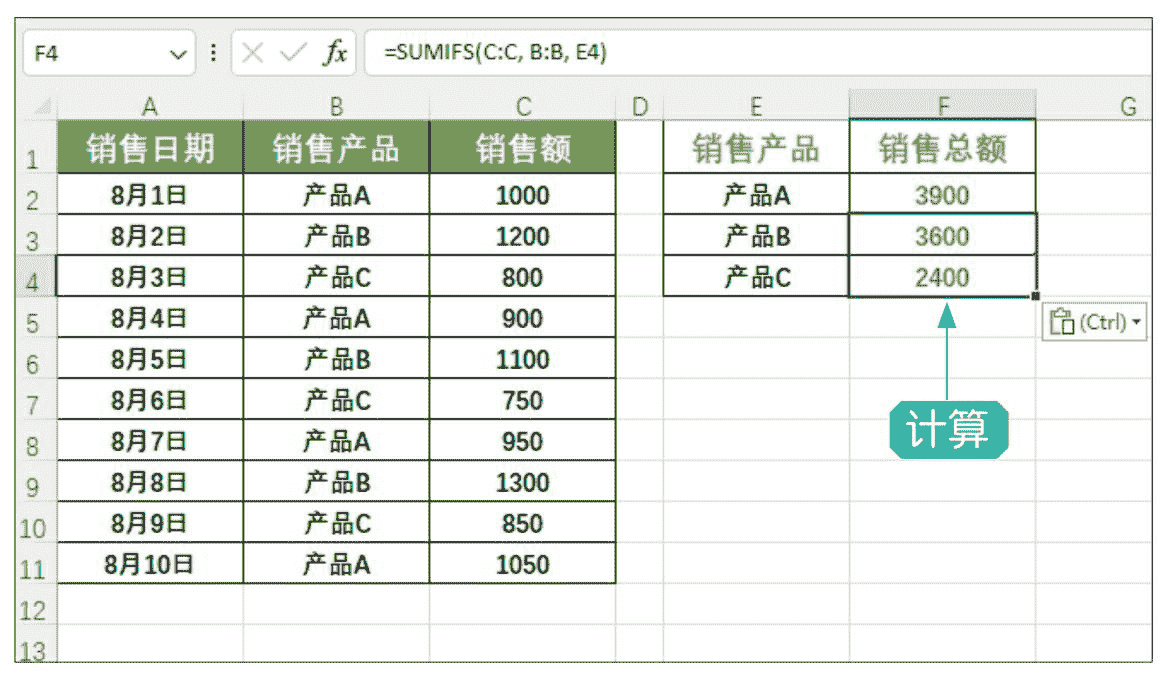 F4 fx =SUMIFS(C:C, B:B, E4)
A B C D E F G
1 销售日期 销售产品 销售额 销售产品 销售总额
2 8月1日 产品A 1000 产品A 3900
3 8月2日 产品B 1200 产品B 3600
4 8月3日 产品C 800 产品C 2400
5 8月4日 产品A 900 (Ctrl)
6 8月5日 产品B 1100
7 8月6日 产品C 750
8 8月7日 产品A 950 计算
9 8月8日 产品B 1300
10 8月9日 产品C 850
11 8月10日 产品A 1050
12
13